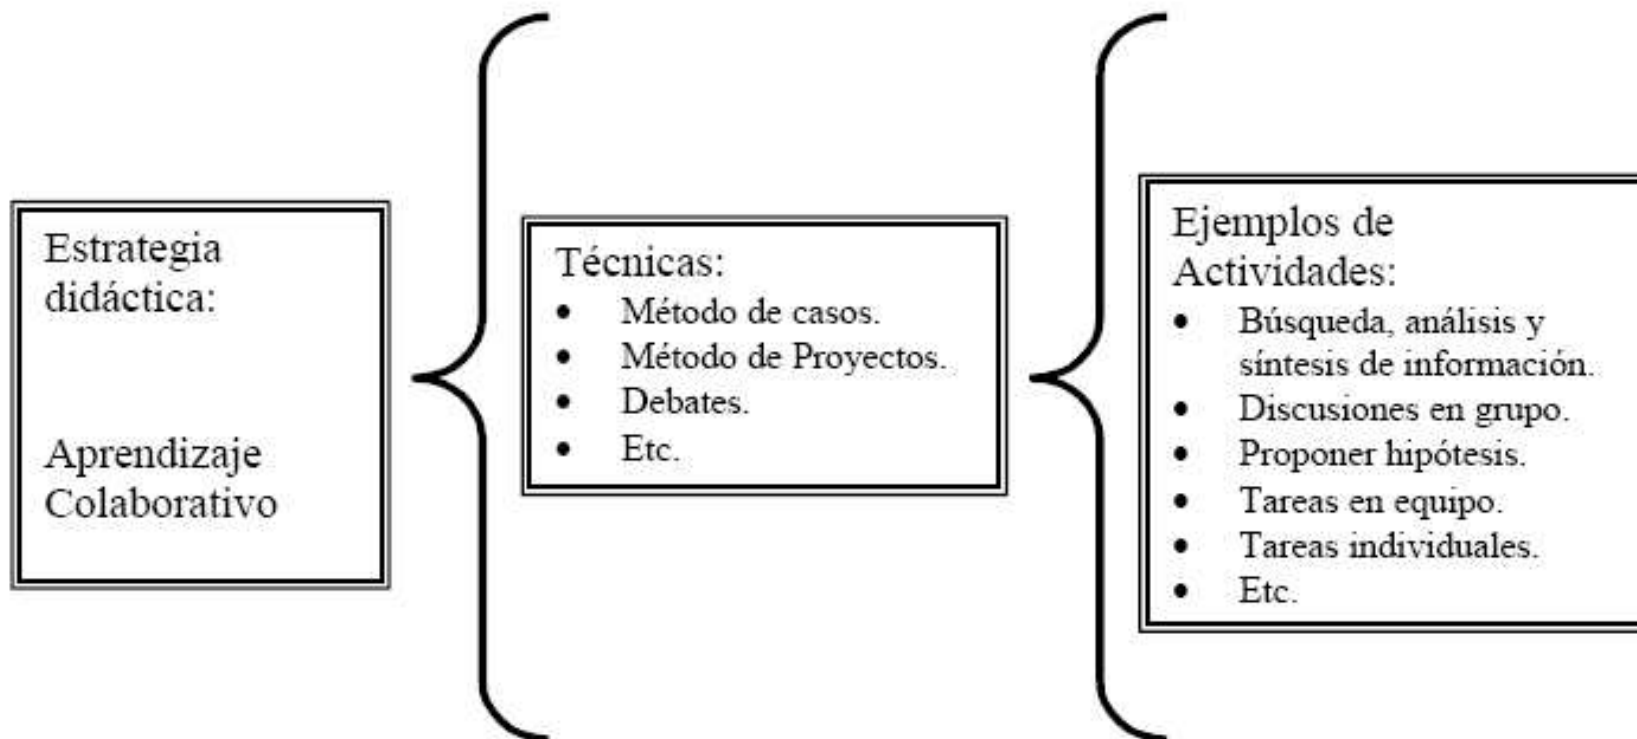 Estrategia
didáctica:
Aprendizaje
Colaborativo
Técnicas:
• Método de casos.
• Método de Proyectos.
• Debates.
• Etc.
Ejemplos de
Actividades:
• Búsqueda, análisis y
síntesis de información.
• Discusiones en grupo.
• Proponer hipótesis.
• Tareas en equipo.
• Tareas individuales.
• Etc.